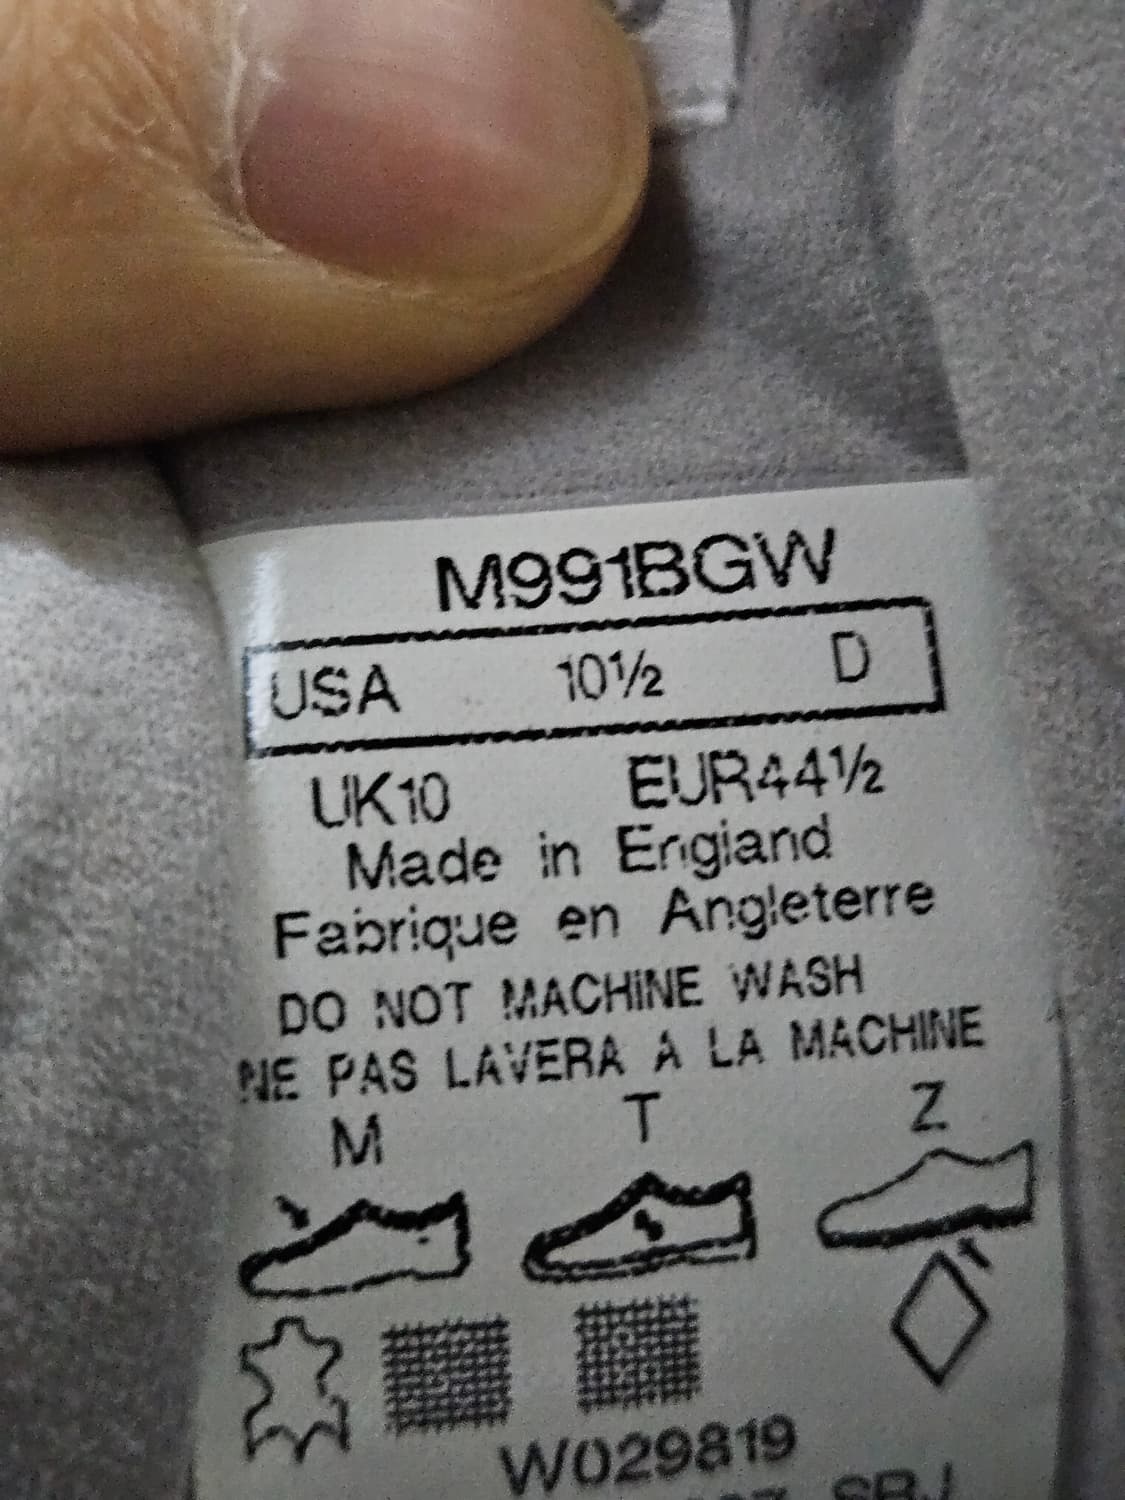 M991BGW
USA 10½ D
UK10 EUR44½
Made in England
Fabrique en Angleterre
DO NOT MACHINE WASH
NE PAS LAVERA A LA MACHINE
M T Z
W029819
SBJ